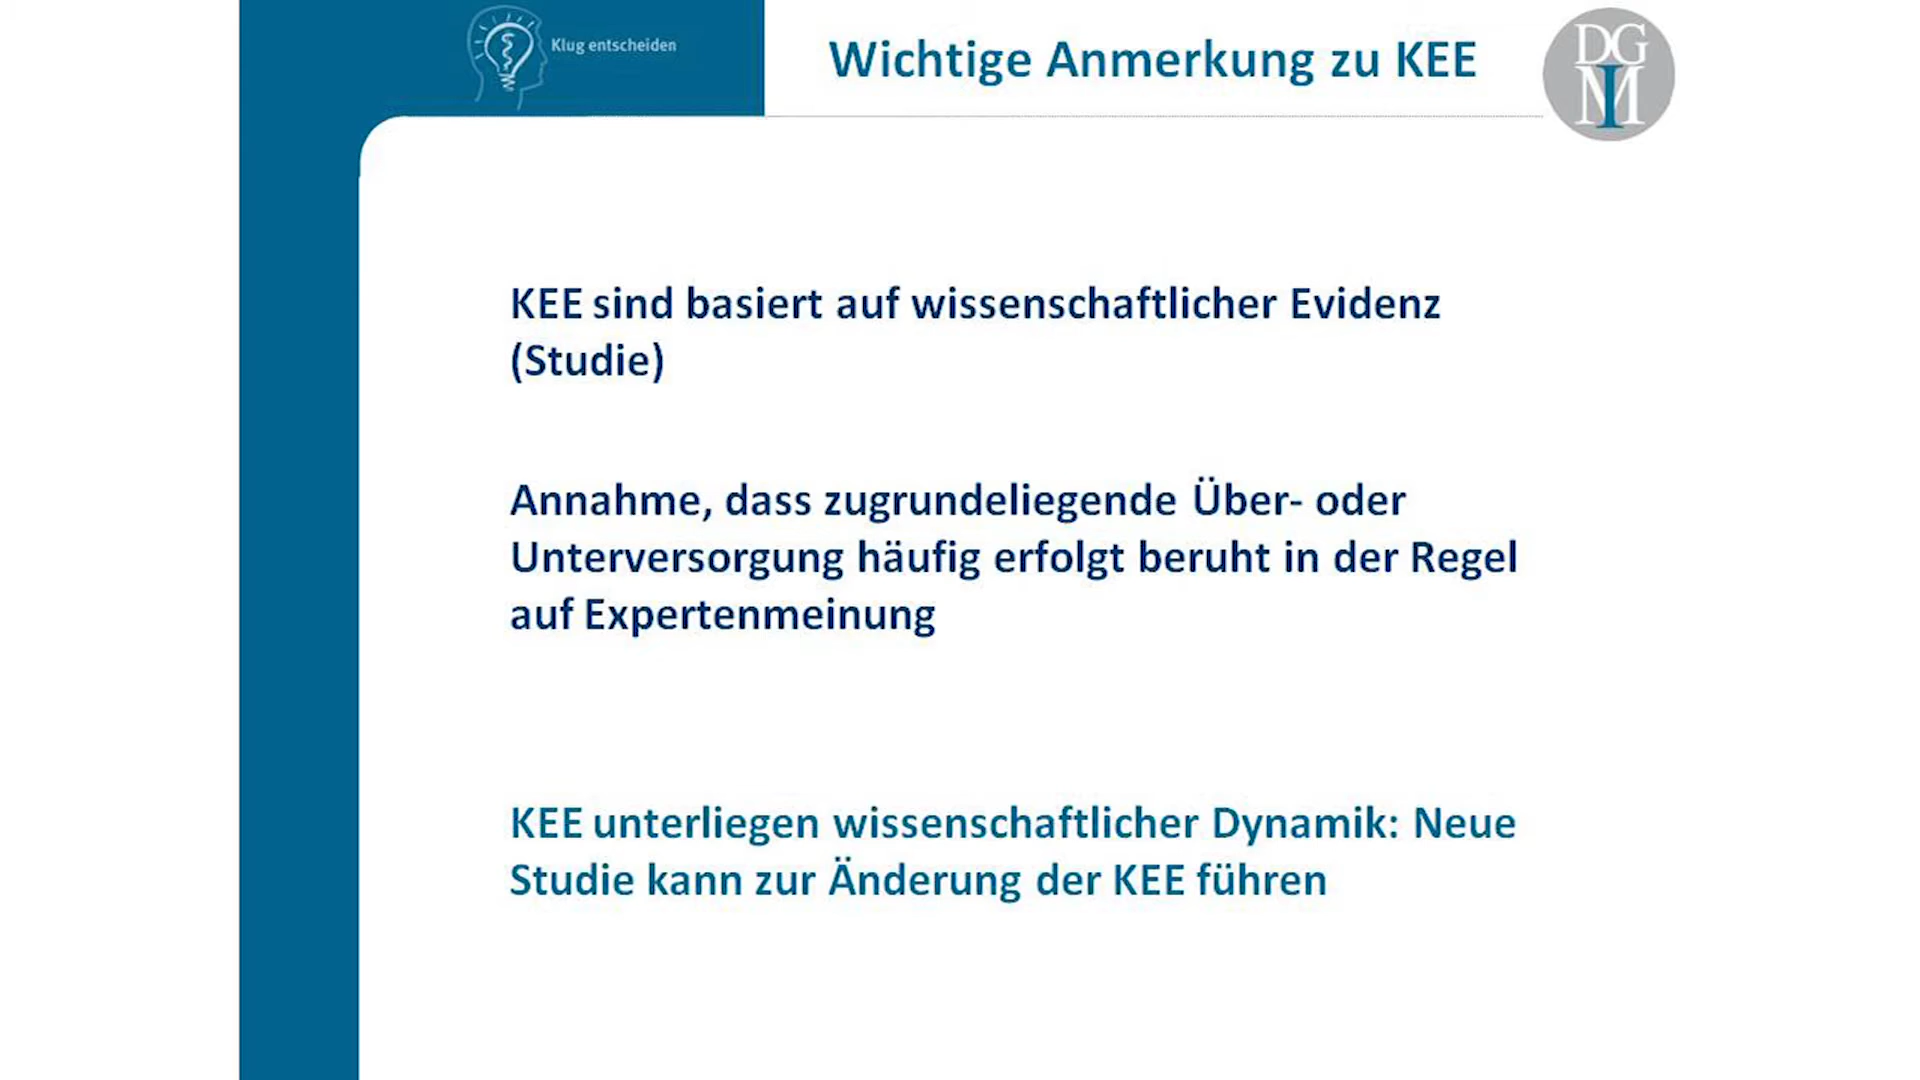 Klug entscheiden
Wichtige Anmerkung zu KEE
DG
IM
KEE sind basiert auf wissenschaftlicher Evidenz
(Studie)
Annahme, dass zugrundeliegende Über- oder
Unterversorgung häufig erfolgt beruht in der Regel
auf Expertenmeinung
KEE unterliegen wissenschaftlicher Dynamik: Neue
Studie kann zur Änderung der KEE führen